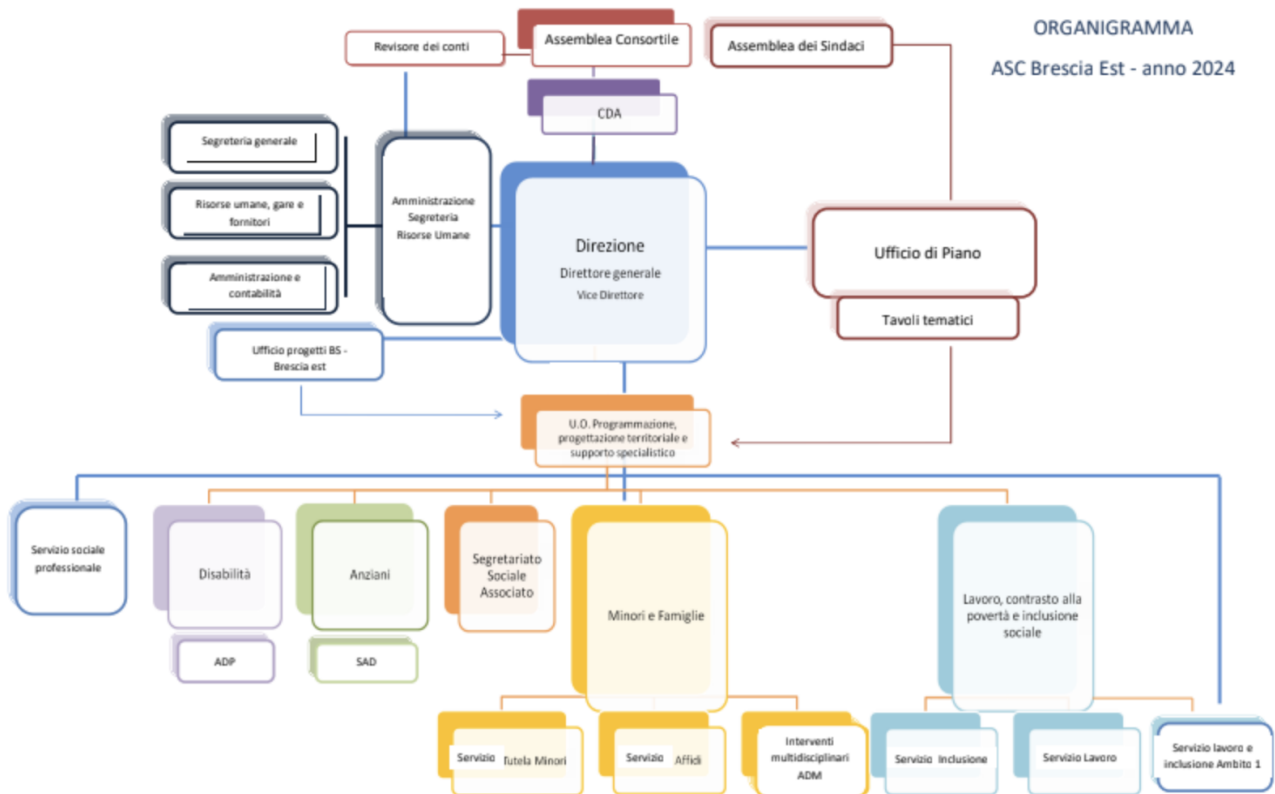 ORGANIGRAMMA
ASC Brescia Est - anno 2024
Revisore dei conti
Assemblea Consortile
Assemblea dei Sindaci
CDA
Segreteria generale
Risorse umane, gare e
fornitori
Amministrazione e
contabilità
Amministrazione
Segreteria
Risorse Umane
Direzione
Direttore generale
Vice Direttore
Ufficio di Piano
Tavoli tematici
Ufficio progetti BS -
Brescia est
U.O. Programmazione,
progettazione territoriale e
supporto specialistico
Servizio sociale
professionale
Disabilità
ADP
Anziani
SAD
Segretariato
Sociale
Associato
Minori e Famiglie
Lavoro, contrasto alla
povertà e inclusione
sociale
Servizio Tutela Minori
Servizio Affidi
Interventi
multidisciplinari
ADM
Servizio Inclusione
Servizio Lavoro
Servizio lavoro e
inclusione Ambito 1